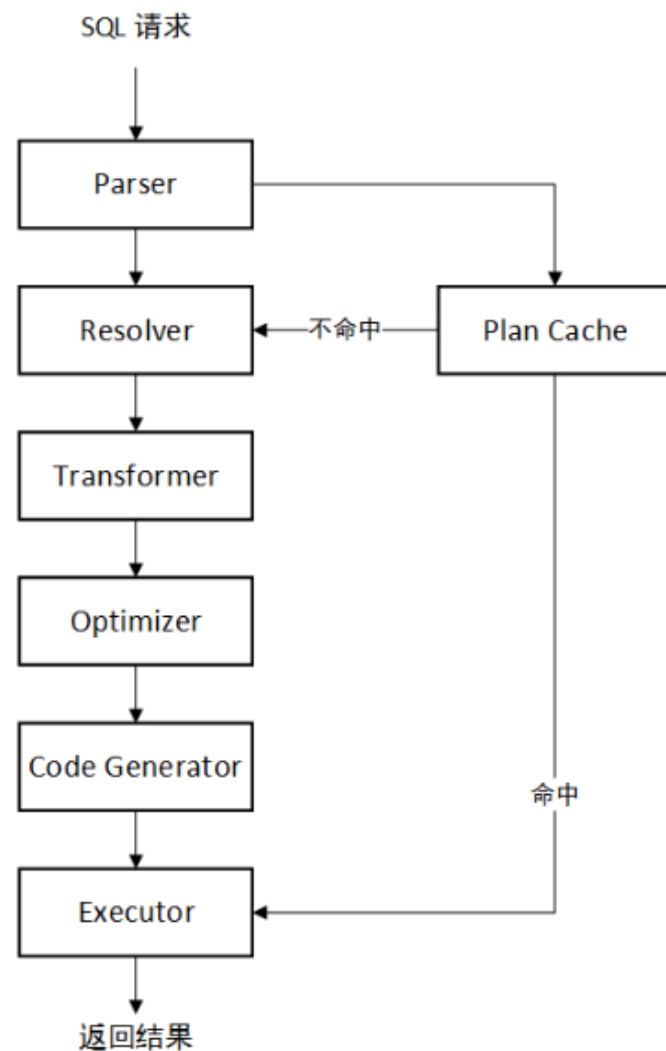 SQL 请求
Parser
Resolver
不命中
Plan Cache
Transformer
Optimizer
Code Generator
命中
Executor
返回结果